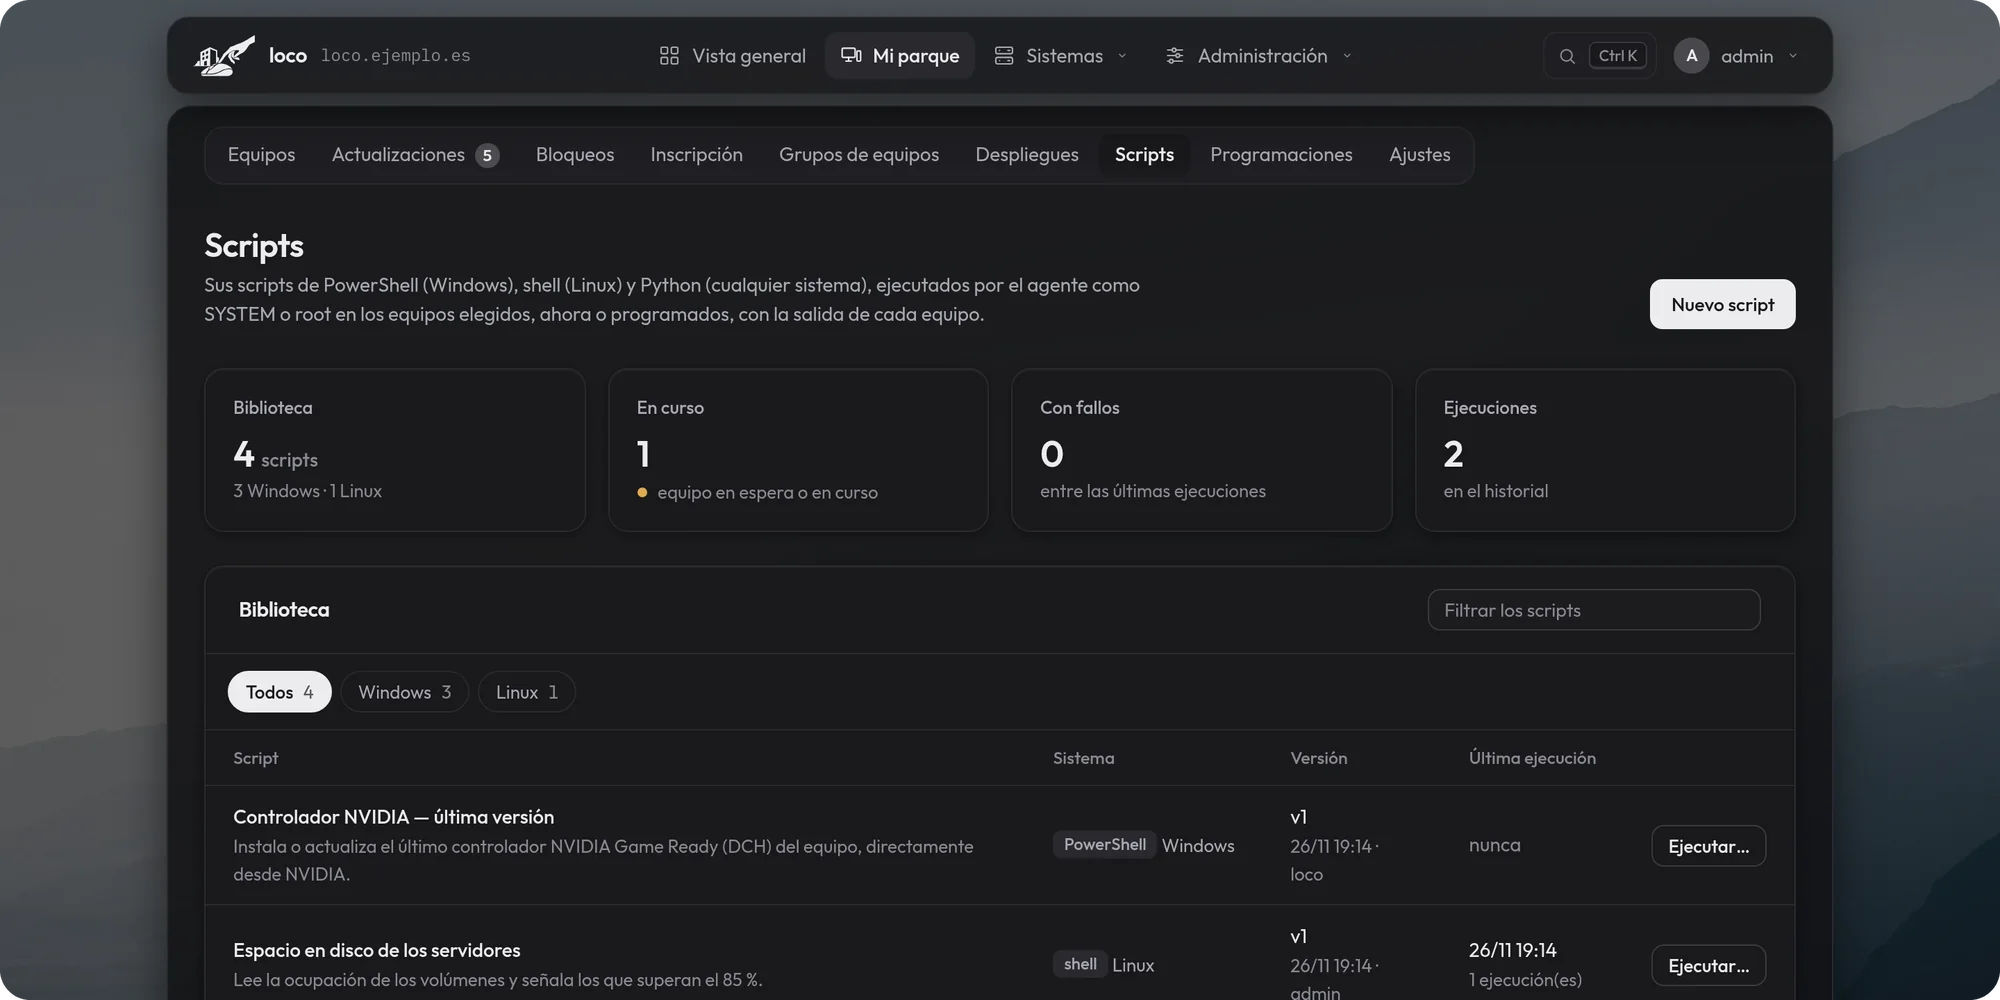 loco loco.ejemplo.es Vista general Mi parque Sistemas Administración Ctrl K A admin
Equipos Actualizaciones 5 Bloqueos Inscripción Grupos de equipos Despliegues Scripts Programaciones Ajustes
Scripts
Sus scripts de PowerShell (Windows), shell (Linux) y Python (cualquier sistema), ejecutados por el agente como
SYSTEM o root en los equipos elegidos, ahora o programados, con la salida de cada equipo.
Nuevo script
Biblioteca
4 scripts
3 Windows · 1 Linux
En curso
1
equipo en espera o en curso
Con fallos
0
entre las últimas ejecuciones
Ejecuciones
2
en el historial
Biblioteca
Filtrar los scripts
Todos 4 Windows 3 Linux 1
Script Sistema Versión Última ejecución
Controlador NVIDIA — última versión
Instala o actualiza el último controlador NVIDIA Game Ready (DCH) del equipo, directamente
desde NVIDIA.
PowerShell Windows
v1
26/11 19:14 ·
loco
nunca
Ejecutar...
Espacio en disco de los servidores
Lee la ocupación de los volúmenes y señala los que superan el 85 %.
shell Linux
v1
26/11 19:14 ·
admin
26/11 19:14
1 ejecución(es)
Ejecutar...